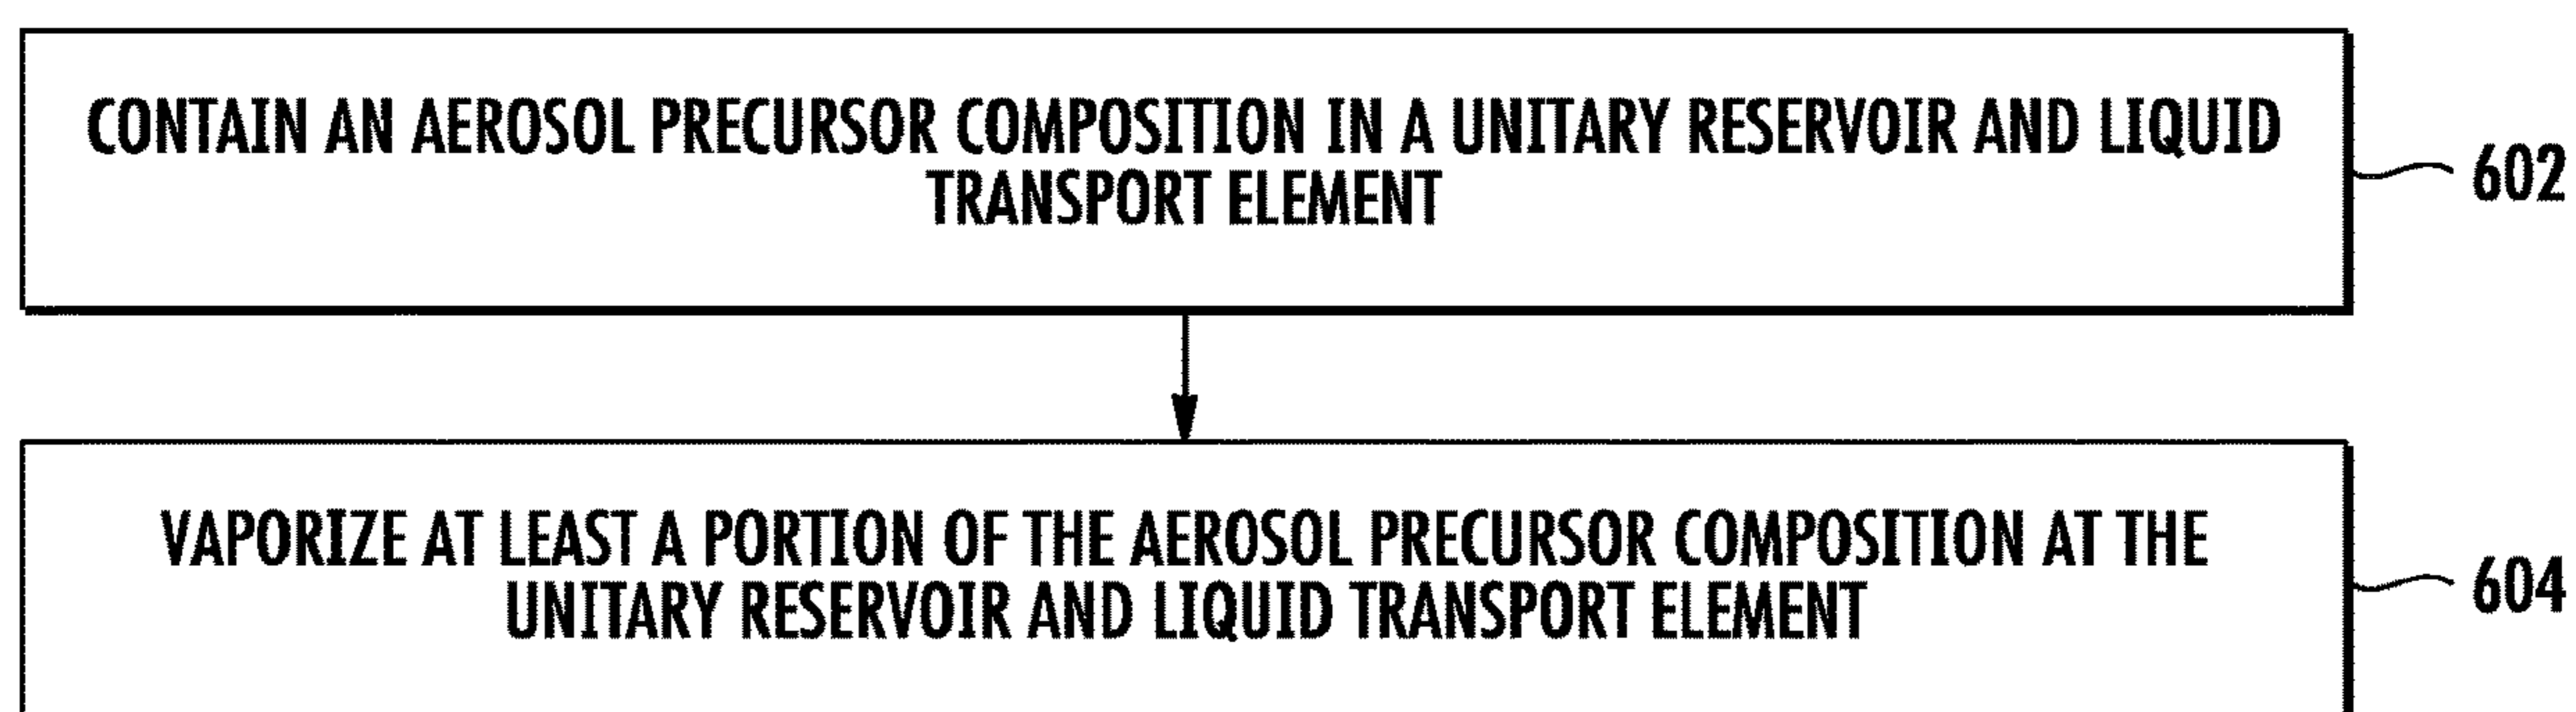 CONTAIN AN AEROSOL PRECURSOR COMPOSITION IN A UNITARY RESERVOIR AND LIQUID
TRANSPORT ELEMENT
602
VAPORIZE AT LEAST A PORTION OF THE AEROSOL PRECURSOR COMPOSITION AT THE
UNITARY RESERVOIR AND LIQUID TRANSPORT ELEMENT
604